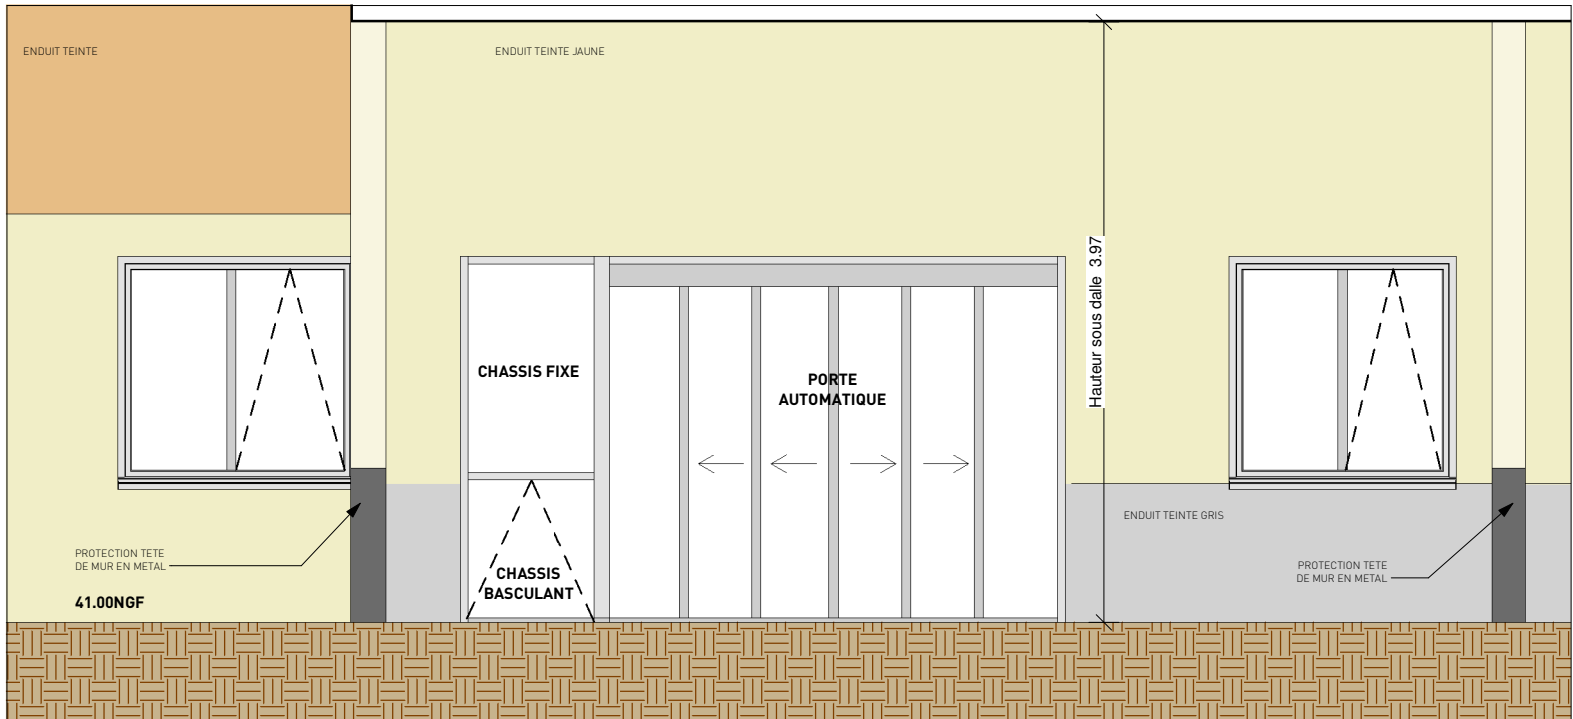 ENDUIT TEINTE
ENDUIT TEINTE JAUNE
Hauteur sous dalle 3.97
CHASSIS FIXE
PORTE
AUTOMATIQUE
ENDUIT TEINTE GRIS
PROTECTION TETE
DE MUR EN METAL
CHASSIS
BASCULANT
PROTECTION TETE
DE MUR EN METAL
41.00NGF